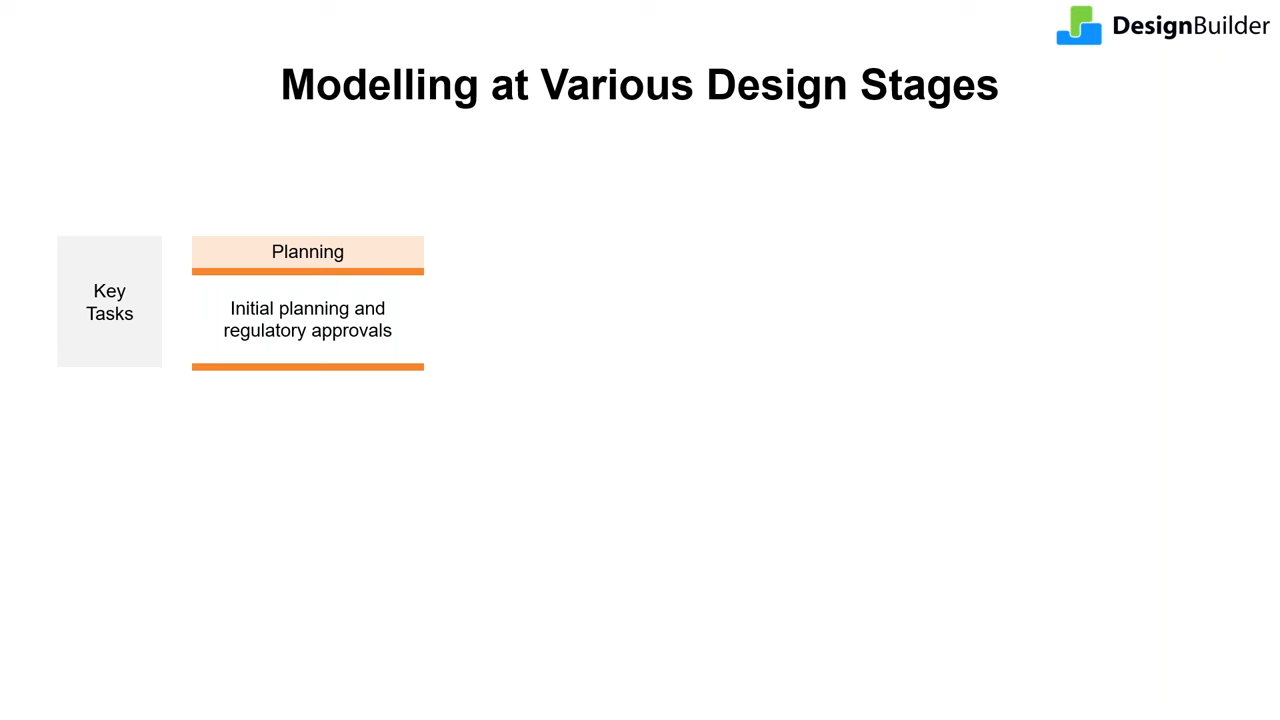 DesignBuilder
Modelling at Various Design Stages
Key
Tasks
Planning
Initial planning and
regulatory approvals